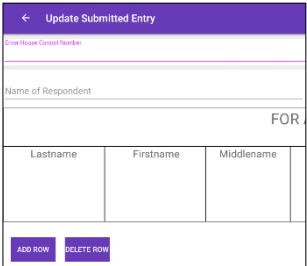 ← Update Submitted Entry
Enter House Control Number
Name of Respondent
FOR
Lastname Firstname Middlename
ADD ROW DELETE ROW